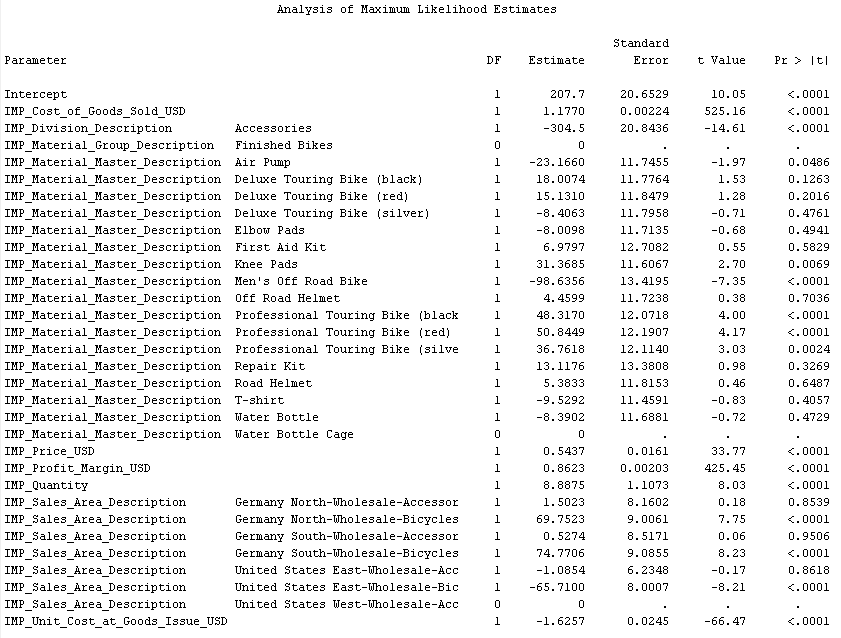 Analysis of Maximum Likelihood Estimates
Standard
Parameter DF Estimate Error t Value Pr > |t|
Intercept 1 207.7 20.6529 10.05 <.0001
IMP_Cost_of_Goods_Sold_USD 1 1.1770 0.00224 525.16 <.0001
IMP_Division_Description Accessories 1 -304.5 20.8436 -14.61 <.0001
IMP_Material_Group_Description Finished Bikes 0 0 . . .
IMP_Material_Master_Description Air Pump 1 -23.1660 11.7455 -1.97 0.0486
IMP_Material_Master_Description Deluxe Touring Bike (black) 1 18.0074 11.7764 1.53 0.1263
IMP_Material_Master_Description Deluxe Touring Bike (red) 1 15.1310 11.8479 1.28 0.2016
IMP_Material_Master_Description Deluxe Touring Bike (silver) 1 -8.4063 11.7958 -0.71 0.4761
IMP_Material_Master_Description Elbow Pads 1 -8.0098 11.7135 -0.68 0.4941
IMP_Material_Master_Description First Aid Kit 1 6.9797 12.7082 0.55 0.5829
IMP_Material_Master_Description Knee Pads 1 31.3685 11.6067 2.70 0.0069
IMP_Material_Master_Description Men's Off Road Bike 1 -98.6356 13.4195 -7.35 <.0001
IMP_Material_Master_Description Off Road Helmet 1 4.4599 11.7238 0.38 0.7036
IMP_Material_Master_Description Professional Touring Bike (black 1 48.3170 12.0718 4.00 <.0001
IMP_Material_Master_Description Professional Touring Bike (red) 1 50.8449 12.1907 4.17 <.0001
IMP_Material_Master_Description Professional Touring Bike (silve 1 36.7618 12.1140 3.03 0.0024
IMP_Material_Master_Description Repair Kit 1 13.1176 13.3808 0.98 0.3269
IMP_Material_Master_Description Road Helmet 1 5.3833 11.8153 0.46 0.6487
IMP_Material_Master_Description T-shirt 1 -9.5292 11.4591 -0.83 0.4057
IMP_Material_Master_Description Water Bottle 1 -8.3902 11.6881 -0.72 0.4729
IMP_Material_Master_Description Water Bottle Cage 0 0 . . .
IMP_Price_USD 1 0.5437 0.0161 33.77 <.0001
IMP_Profit_Margin_USD 1 0.8623 0.00203 425.45 <.0001
IMP_Quantity 1 8.8875 1.1073 8.03 <.0001
IMP_Sales_Area_Description Germany North-Wholesale-Accessor 1 1.5023 8.1602 0.18 0.8539
IMP_Sales_Area_Description Germany North-Wholesale-Bicycles 1 69.7523 9.0061 7.75 <.0001
IMP_Sales_Area_Description Germany South-Wholesale-Accessor 1 0.5274 8.5171 0.06 0.9506
IMP_Sales_Area_Description Germany South-Wholesale-Bicycles 1 74.7706 9.0855 8.23 <.0001
IMP_Sales_Area_Description United States East-Wholesale-Acc 1 -1.0854 6.2348 -0.17 0.8618
IMP_Sales_Area_Description United States East-Wholesale-Bic 1 -65.7100 8.0007 -8.21 <.0001
IMP_Sales_Area_Description United States West-Wholesale-Acc 0 0 . . .
IMP_Unit_Cost_at_Goods_Issue_USD 1 -1.6257 0.0245 -66.47 <.0001